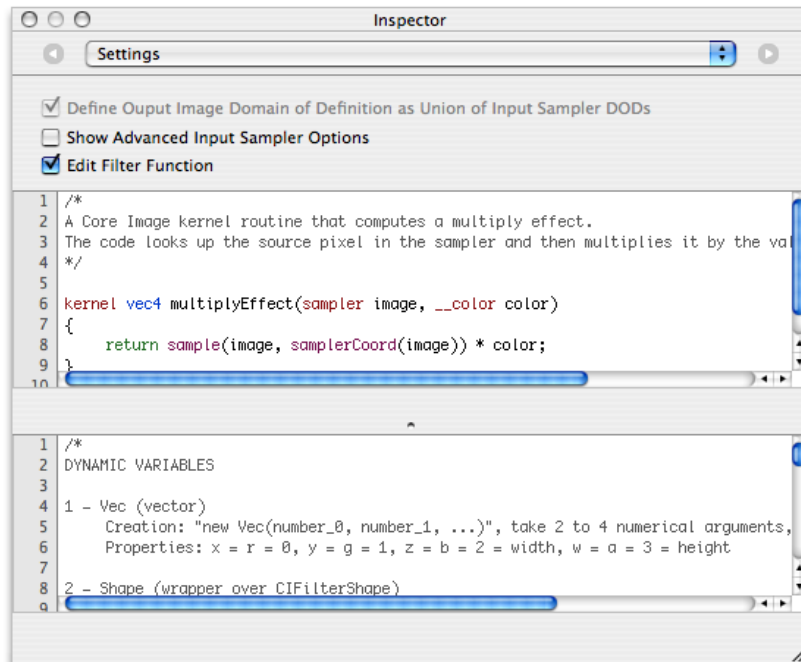 Inspector
Settings
Define Ouput Image Domain of Definition as Union of Input Sampler DODs
Show Advanced Input Sampler Options
Edit Filter Function
1 /*
2 A Core Image kernel routine that computes a multiply effect.
3 The code looks up the source pixel in the sampler and then multiplies it by the
4 */
5
6 kernel vec4 multiplyEffect(sampler image, __color color)
7 {
8 return sample(image, samplerCoord(image)) * color;
9 }
10
1 /*
2 DYNAMIC VARIABLES
3
4 1 - Vec (vector)
5 Creation: "new Vec(number_0, number_1, ...)", take 2 to 4 numerical arguments,
6 Properties: x = r = 0, y = g = 1, z = b = 2 = width, w = a = 3 = height
7
8 2 - Shape (wrapper over CIFilterShape)
9